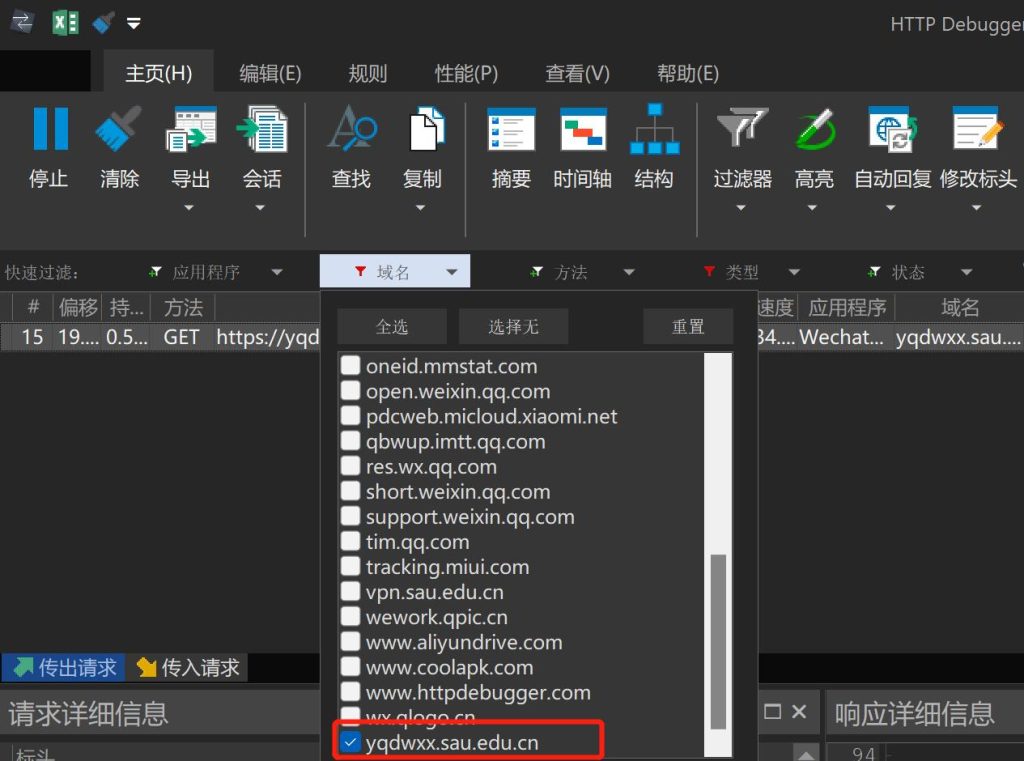 HTTP Debugger
主页(H) 编辑(E) 规则 性能(P) 查看(V) 帮助(E)
停止 清除 导出 会话 查找 复制 摘要 时间轴 结构 过滤器 高亮 自动回复 修改标头
快速过滤: 应用程序 域名 方法 类型 状态
# 偏移 持... 方法 速度 应用程序 域名
15 19.... 0.5... GET https://yqd 34.... Wechat... yqdwxx.sau....
全选 选择无 重置
oneid.mmstat.com
open.weixin.qq.com
pdcweb.micloud.xiaomi.net
qbwup.imtt.qq.com
res.wx.qq.com
short.weixin.qq.com
support.weixin.qq.com
tim.qq.com
tracking.miui.com
vpn.sau.edu.cn
wework.qpic.cn
www.aliyundrive.com
www.coolapk.com
www.httpdebugger.com
wx.qlogo.cn
yqdwxx.sau.edu.cn
传出请求 传入请求
请求详细信息 响应详细信息
标头 94